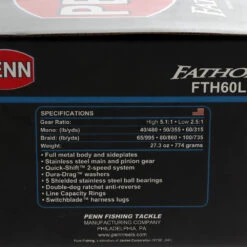 PENN
FATHO
FTH60L
SPECIFICATIONS
Gear Ratio: High 5.1:1 • Low 2.5:1
Mono: (lb/yds) 40/480 • 50/355 • 60/315
Braid: (lb/yds) 65/995 • 80/860 • 100/735
Weight: 27.3 oz • 774 grams
• Full metal body and sideplates
• Stainless steel main and pinion gear
• Quick-Shift™ 2-speed system
• Dura-Drag™ washers
• 5 Shielded stainless steel ball bearings
• Double-dog ratchet anti-reverse
• Line Capacity Rings
• Switchblade™ harness lugs
PENN FISHING TACKLE
MANUFACTURING COMPANY
PHILADELPHIA, PA
www.pennreels.com